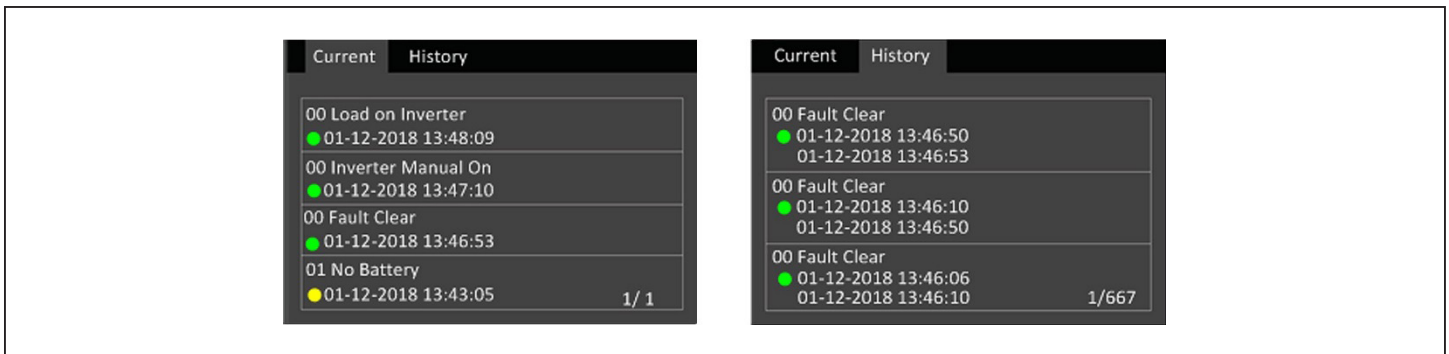 Current History
00 Load on Inverter
01-12-2018 13:48:09
00 Inverter Manual On
01-12-2018 13:47:10
00 Fault Clear
01-12-2018 13:46:53
01 No Battery
01-12-2018 13:43:05
1/ 1
Current History
00 Fault Clear
01-12-2018 13:46:50
01-12-2018 13:46:53
00 Fault Clear
01-12-2018 13:46:10
01-12-2018 13:46:50
00 Fault Clear
01-12-2018 13:46:06
01-12-2018 13:46:10
1/667